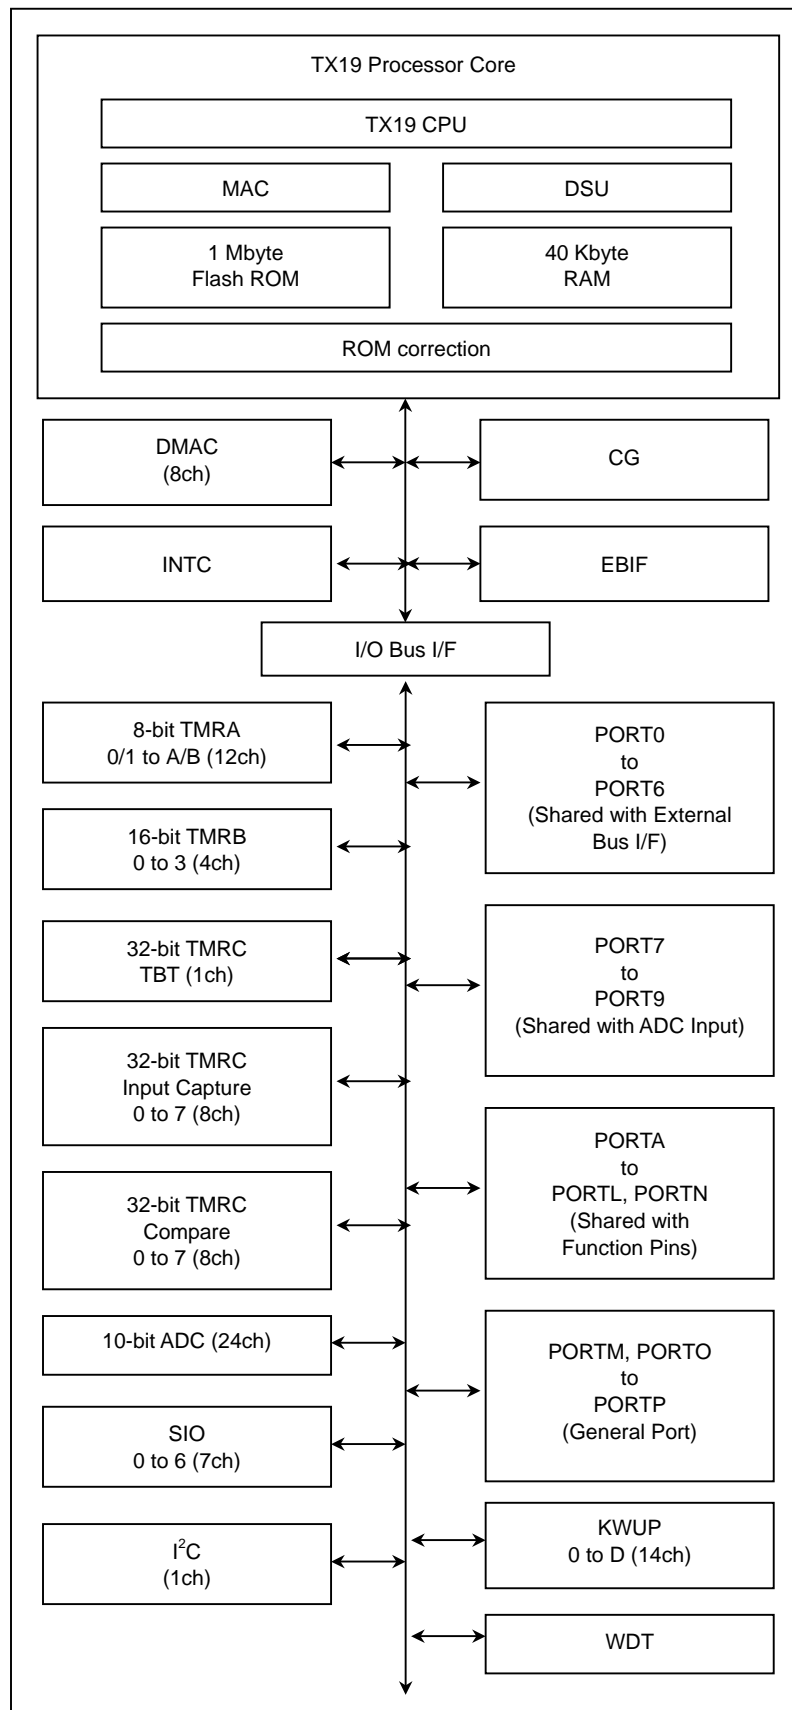 TX19 Processor Core
TX19 CPU
MAC
DSU
1 Mbyte
Flash ROM
40 Kbyte
RAM
ROM correction
DMAC
(8ch)
CG
INTC
EBIF
I/O Bus I/F
8-bit TMRA
0/1 to A/B (12ch)
16-bit TMRB
0 to 3 (4ch)
32-bit TMRC
TBT (1ch)
32-bit TMRC
Input Capture
0 to 7 (8ch)
32-bit TMRC
Compare
0 to 7 (8ch)
10-bit ADC (24ch)
SIO
0 to 6 (7ch)
I²C
(1ch)
PORT0
to
PORT6
(Shared with External
Bus I/F)
PORT7
to
PORT9
(Shared with ADC Input)
PORTA
to
PORTL, PORTN
(Shared with
Function Pins)
PORTM, PORTO
to
PORTP
(General Port)
KWUP
0 to D (14ch)
WDT